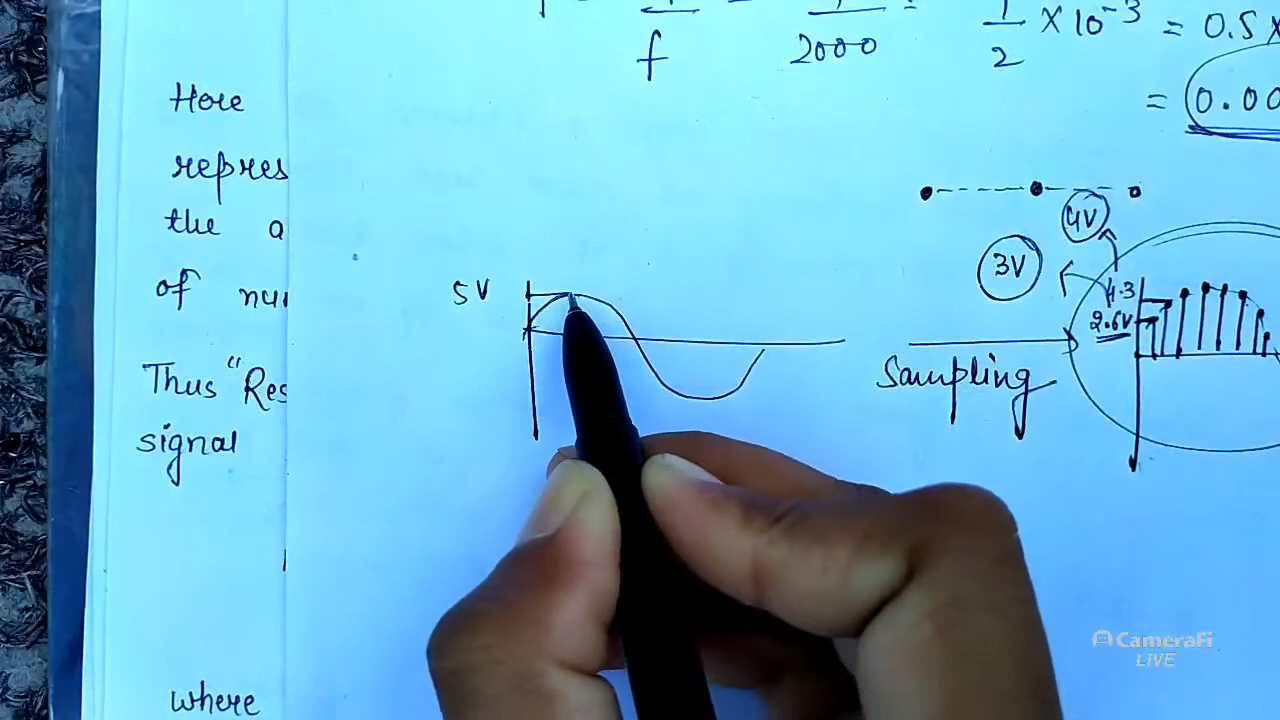 f 2000 = 1/2 × 10⁻³ = 0.5 ×
= 0.00
Here
repres
the a
of nu
Thus "Res
signal
where
5V
4V
3V
4.3
2.6V
Sampling
CameraFi
LIVE